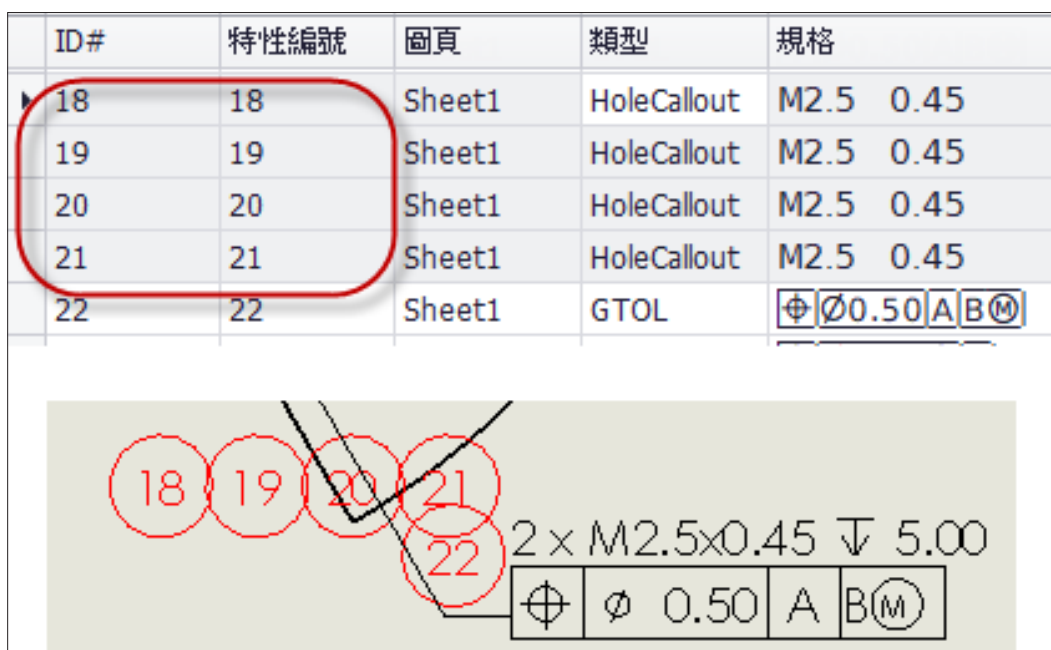 ID# 特性編號 圖頁 類型 規格
18 18 Sheet1 HoleCallout M2.5 0.45
19 19 Sheet1 HoleCallout M2.5 0.45
20 20 Sheet1 HoleCallout M2.5 0.45
21 21 Sheet1 HoleCallout M2.5 0.45
22 22 Sheet1 GTOL ⌖ Ø0.50 A BⓂ
18 19 20 21
22 2 x M2.5x0.45 ↧ 5.00
⌖ Ø 0.50 A BⓂ